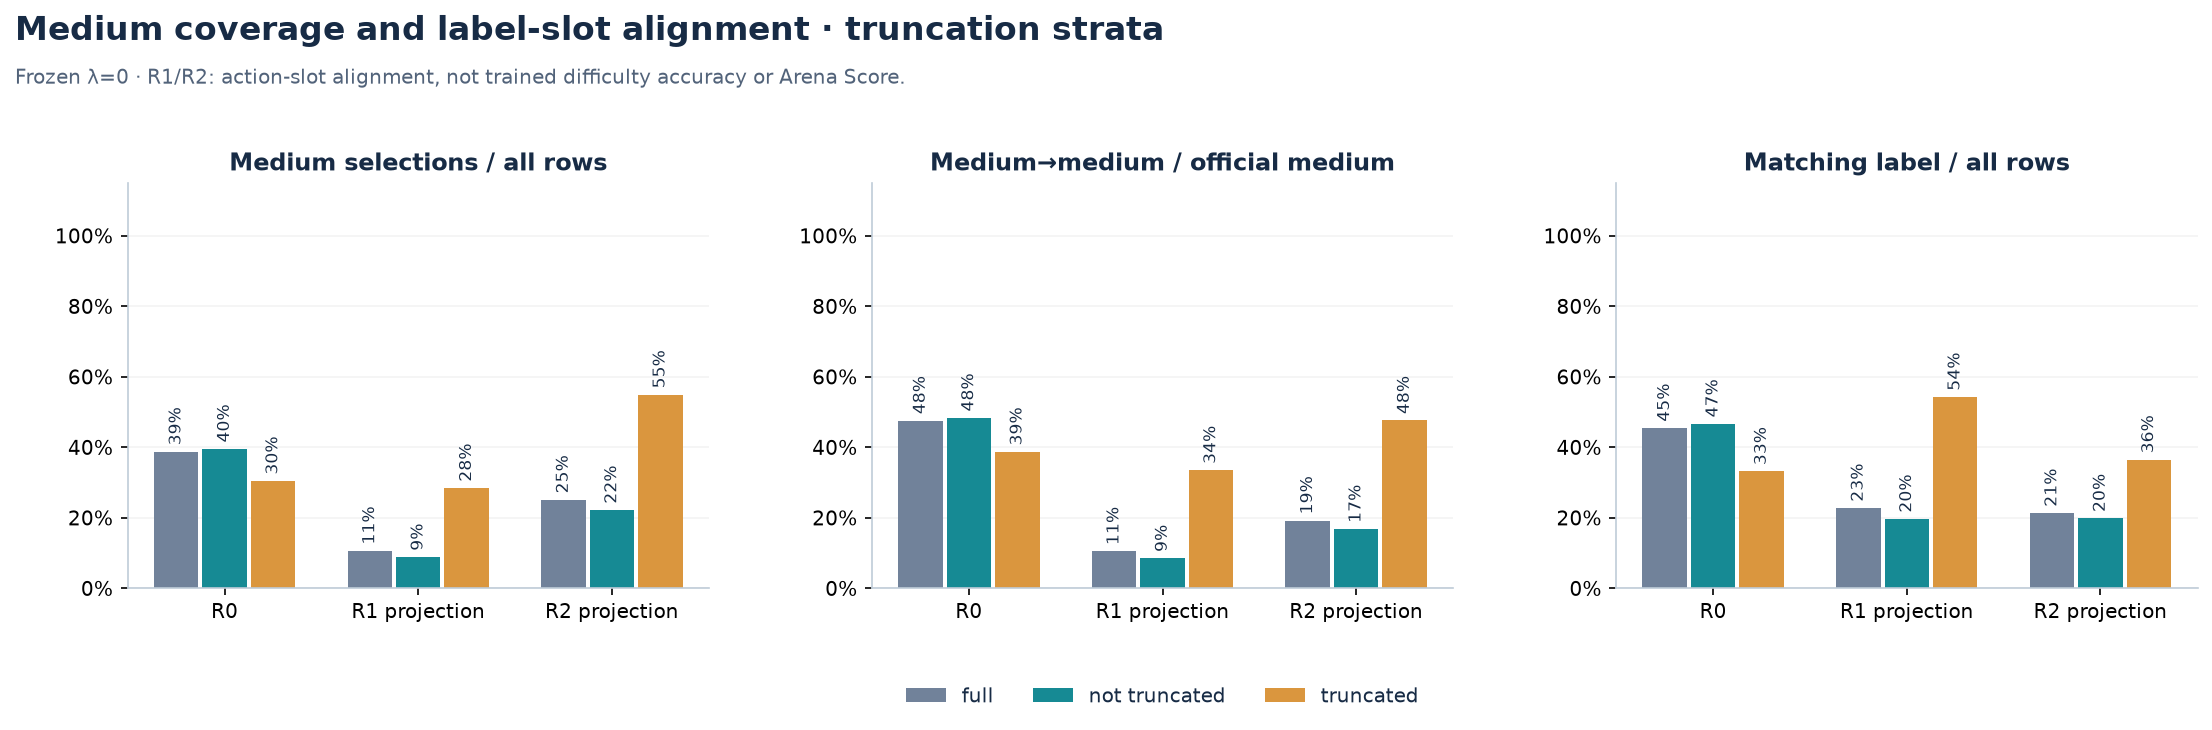 Medium coverage and label-slot alignment · truncation strata
Frozen λ=0 · R1/R2: action-slot alignment, not trained difficulty accuracy or Arena Score.
Medium selections / all rows
100%
80%
60%
40%
20%
0%
39%
40%
30%
11%
9%
28%
25%
22%
55%
R0
R1 projection
R2 projection
Medium→medium / official medium
100%
80%
60%
40%
20%
0%
48%
48%
39%
11%
9%
34%
19%
17%
48%
R0
R1 projection
R2 projection
Matching label / all rows
100%
80%
60%
40%
20%
0%
45%
47%
33%
23%
20%
54%
21%
20%
36%
R0
R1 projection
R2 projection
full
not truncated
truncated